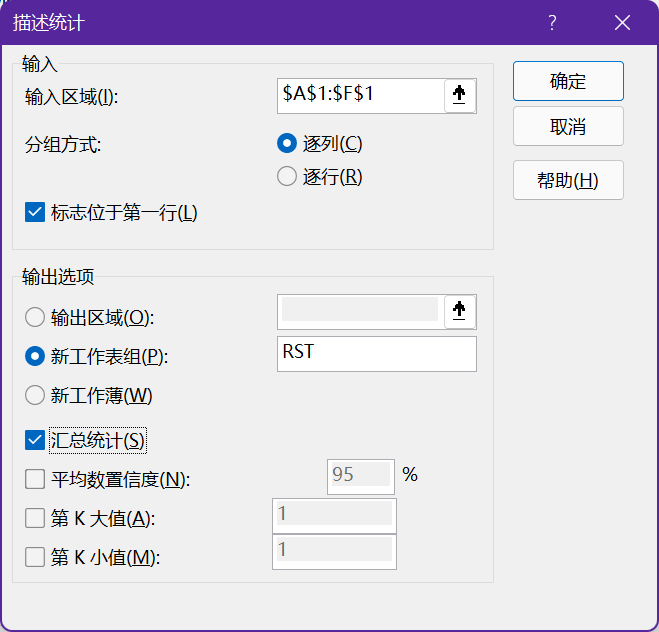 描述统计
?
输入
输入区域(I):
$A$1:$F$1
确定
取消
分组方式:
逐列(C)
逐行(R)
帮助(H)
标志位于第一行(L)
输出选项
输出区域(O):
新工作表组(P):
RST
新工作薄(W)
汇总统计(S)
平均数置信度(N):
95 %
第 K 大值(A):
1
第 K 小值(M):
1